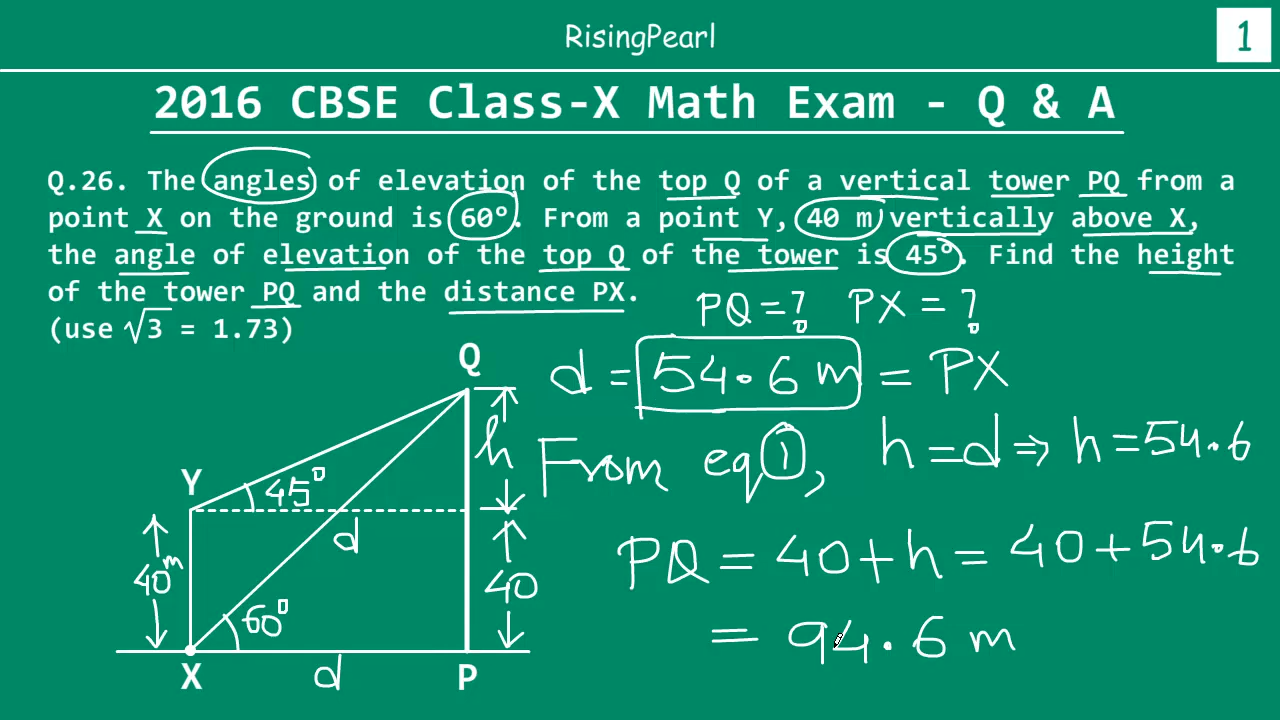 RisingPearl
1
2016 CBSE Class-X Math Exam - Q & A
Q.26. The angles of elevation of the top Q of a vertical tower PQ from a
point X on the ground is 60°. From a point Y, 40 m vertically above X,
the angle of elevation of the top Q of the tower is 45°. Find the height
of the tower PQ and the distance PX.
(use √3 = 1.73)
PQ = ? PX = ?
d = 54.6 m = PX
From eq ①, h = d ⇒ h = 54.6
PQ = 40 + h = 40 + 54.6
= 94.6 m
Q
h
Y
45°
d
40 m
40
60°
X
d
P